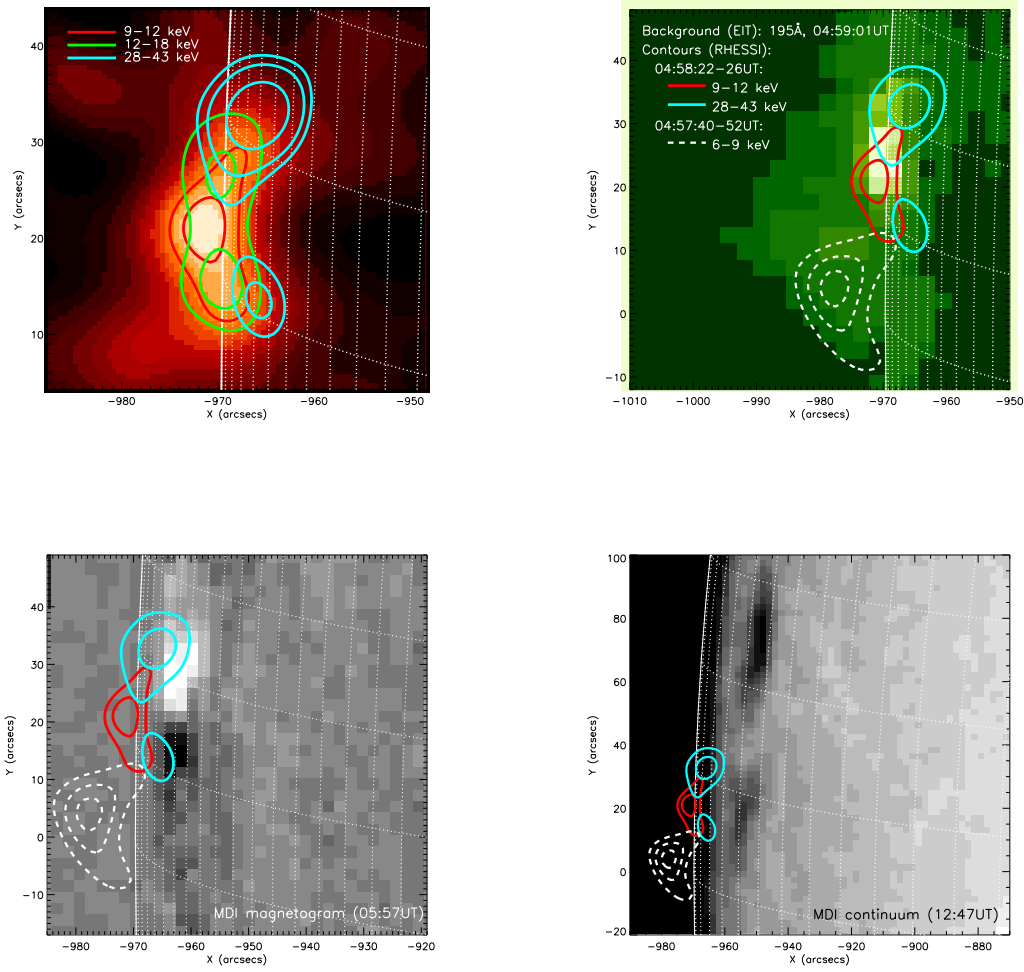 9-12 keV
12-18 keV
28-43 keV
40
30
20
10
Y (arcsecs)
-980
-970
-960
-950
X (arcsecs)
Background (EIT): 195Å, 04:59:01UT
Contours (RHESSI):
04:58:22-26UT:
9-12 keV
28-43 keV
04:57:40-52UT:
6-9 keV
40
30
20
10
0
-10
Y (arcsecs)
-1010
-1000
-990
-980
-970
-960
-950
X (arcsecs)
40
30
20
10
0
-10
Y (arcsecs)
MDI magnetogram (05:57UT)
-980
-970
-960
-950
-940
-930
-920
X (arcsecs)
100
80
60
40
20
0
-20
Y (arcsecs)
MDI continuum (12:47UT)
-980
-960
-940
-920
-900
-880
X (arcsecs)